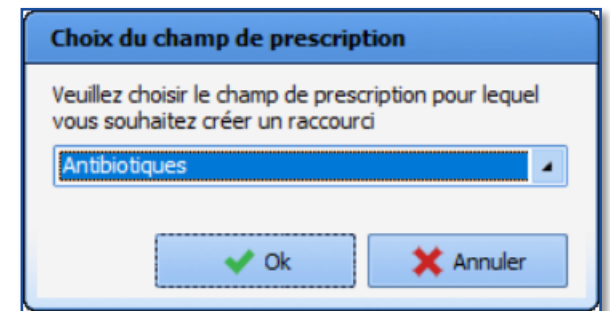 Choix du champ de prescription
Veuillez choisir le champ de prescription pour lequel
vous souhaitez créer un raccourci
Antibiotiques
Ok
Annuler